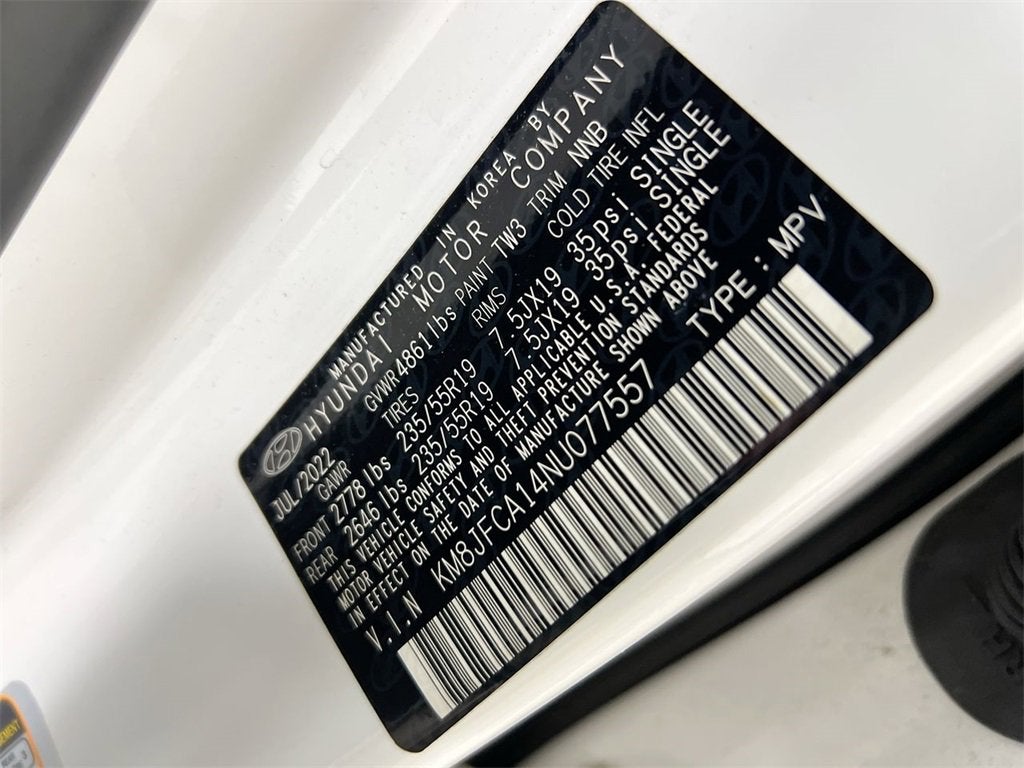 MANUFACTURED IN KOREA BY
HYUNDAI MOTOR COMPANY
JUL/2022 GVWR 4861 lbs PAINT TW3 TRIM NNB
GAWR TIRES RIMS COLD TIRE INFL
FRONT 2778 lbs 235/55R19 7.5JX19 35psi SINGLE
REAR 2646 lbs 235/55R19 7.5JX19 35psi SINGLE
THIS VEHICLE CONFORMS TO ALL APPLICABLE U.S.A. FEDERAL
MOTOR VEHICLE SAFETY AND THEFT PREVENTION STANDARDS
IN EFFECT ON THE DATE OF MANUFACTURE SHOWN ABOVE
V.I.N KM8JFCA14NU077557 TYPE : MPV